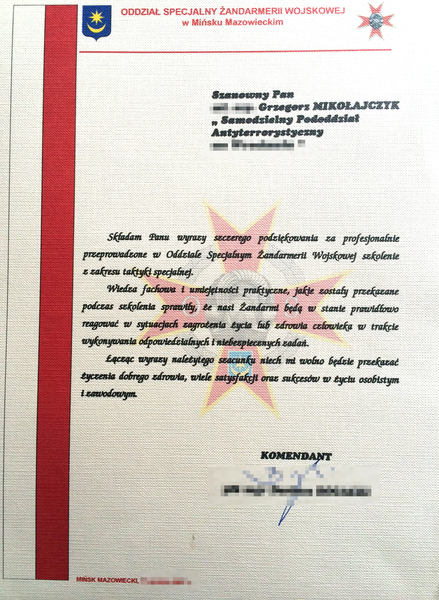 ODDZIAŁ SPECJALNY ŻANDARMERII WOJSKOWEJ
w Mińsku Mazowieckim
Szanowny Pan
Grzegorz MIKOŁAJCZYK
„ Samodzielny Pododdział
Antyterrorystyczny
"
Składam Panu wyrazy szczerego podziękowania za profesjonalnie
przeprowadzone w Oddziale Specjalnym Żandarmerii Wojskowej szkolenie
z zakresu taktyki specjalnej.
Wiedza fachowa i umiejętności praktyczne, jakie zostały przekazane
podczas szkolenia sprawiły, że nasi Żandarmi będą w stanie prawidłowo
reagować w sytuacjach zagrożenia życia lub zdrowia człowieka w trakcie
wykonywania odpowiedzialnych i niebezpiecznych zadań.
Łącząc wyrazy należytego szacunku niech mi wolno będzie przekazać
życzenia dobrego zdrowia, wiele satysfakcji oraz sukcesów w życiu osobistym
i zawodowym.
KOMENDANT
MIŃSK MAZOWIECKI,